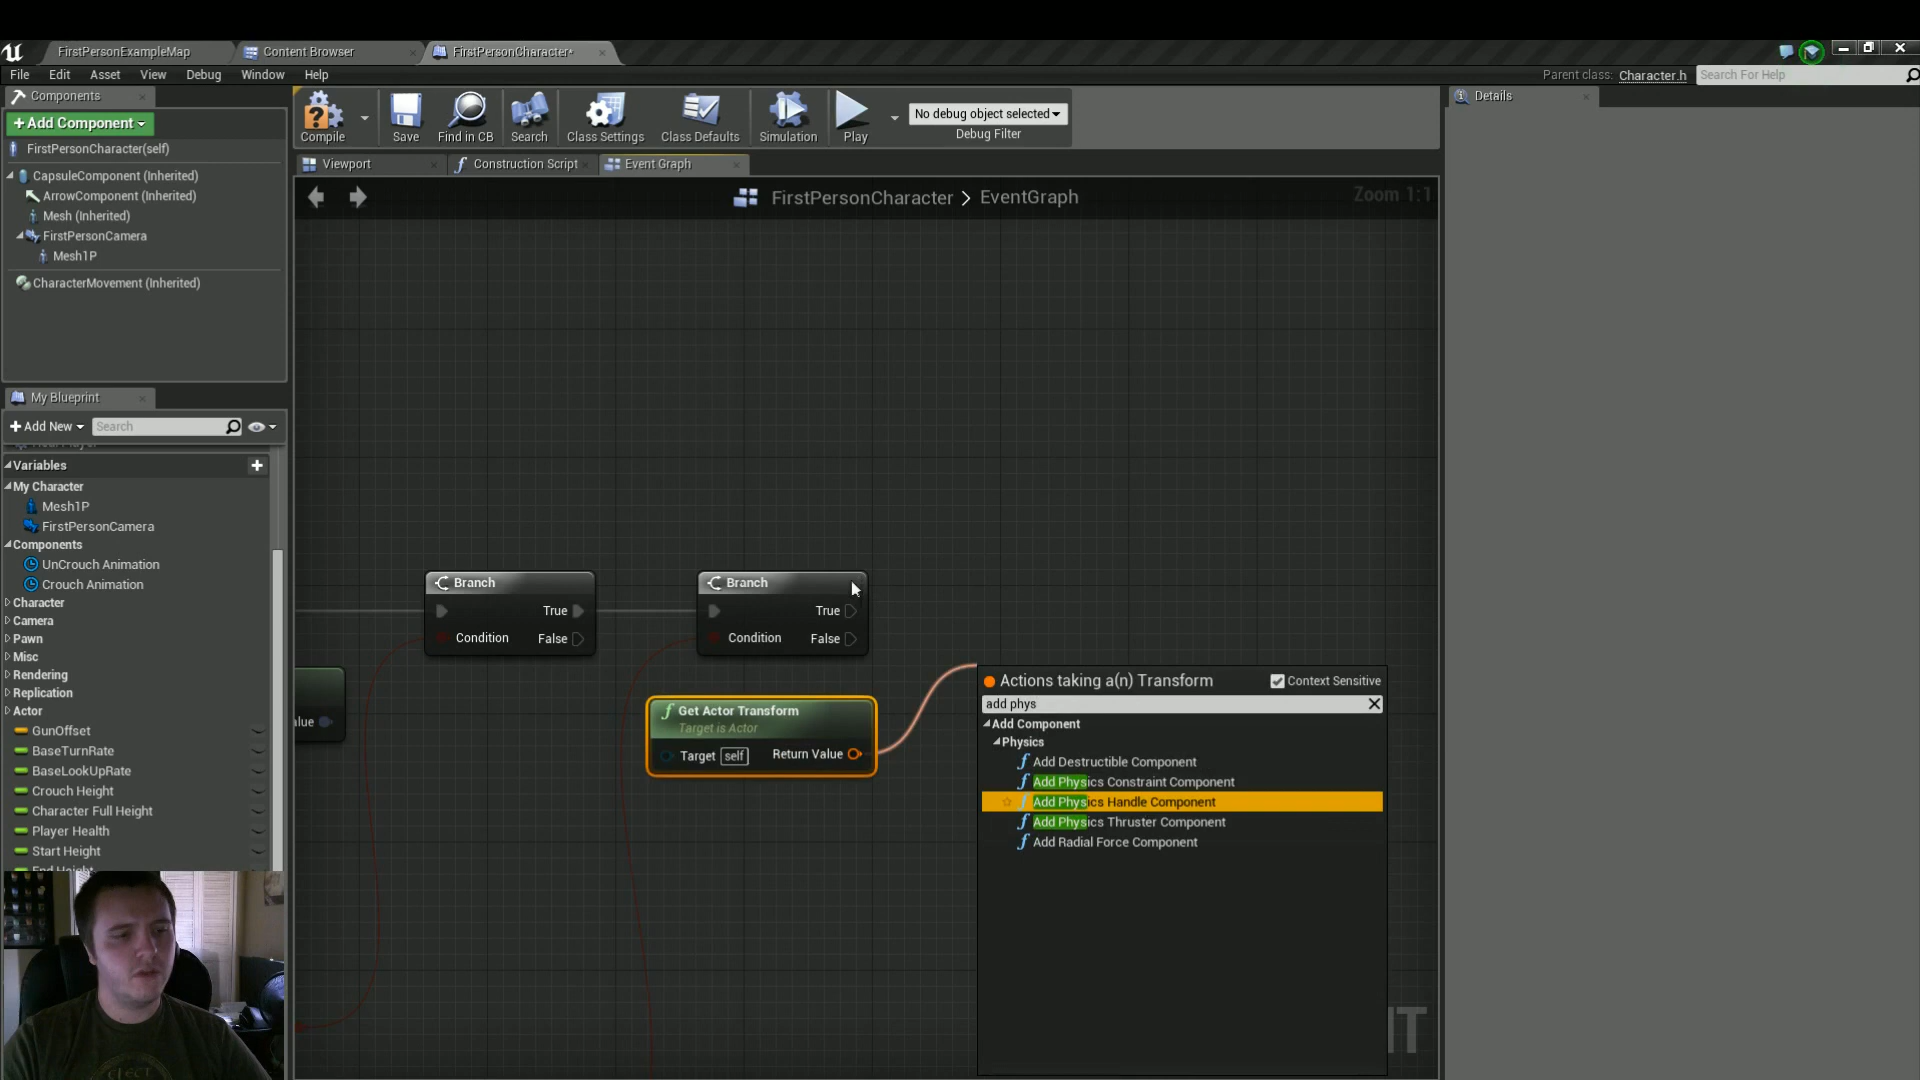 FirstPersonExampleMap
Content Browser
FirstPersonCharacter*
File Edit Asset View Debug Window Help
Parent class: Character.h
Search For Help
Components
Details
+ Add Component
Compile
Save
Find in CB
Search
Class Settings
Class Defaults
Simulation
Play
No debug object selected
Debug Filter
FirstPersonCharacter(self)
Viewport
Construction Script
Event Graph
CapsuleComponent (Inherited)
ArrowComponent (Inherited)
Mesh (Inherited)
FirstPersonCamera
Mesh1P
CharacterMovement (Inherited)
FirstPersonCharacter > EventGraph
Zoom 1:1
My Blueprint
+ Add New
Search
Variables
My Character
Mesh1P
FirstPersonCamera
Components
UnCrouch Animation
Crouch Animation
Character
Camera
Pawn
Misc
Rendering
Replication
Actor
GunOffset
BaseTurnRate
BaseLookUpRate
Crouch Height
Character Full Height
Player Health
Start Height
End Height
Branch
True
Condition
False
Branch
True
Condition
False
alue
Get Actor Transform
Target is Actor
Target self
Return Value
Actions taking a(n) Transform
Context Sensitive
add phys
Add Component
Physics
Add Destructible Component
Add Physics Constraint Component
Add Physics Handle Component
Add Physics Thruster Component
Add Radial Force Component